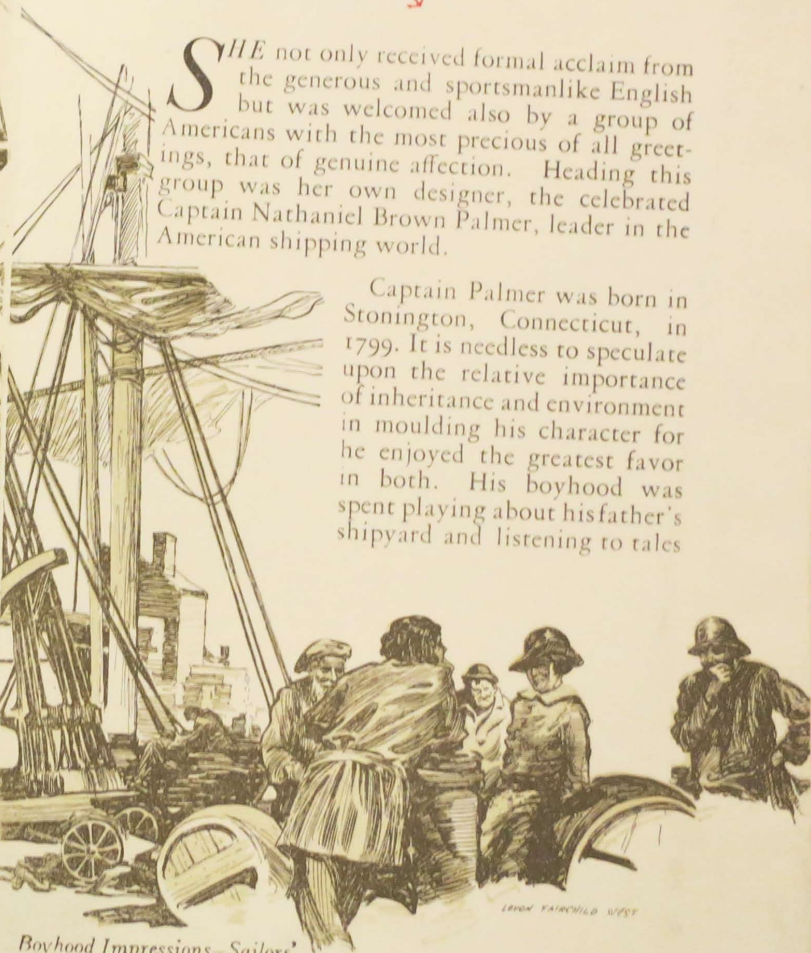 SHE not only received formal acclaim from
the generous and sportsmanlike English
but was welcomed also by a group of
Americans with the most precious of all greet-
ings, that of genuine affection. Heading this
group was her own designer, the celebrated
Captain Nathaniel Brown Palmer, leader in the
American shipping world.
Captain Palmer was born in
Stonington, Connecticut, in
1799. It is needless to speculate
upon the relative importance
of inheritance and environment
in moulding his character for
he enjoyed the greatest favor
in both. His boyhood was
spent playing about his father's
shipyard and listening to tales
LEVON FAIRCHILD WEST
Boyhood Impressions—Sailors'